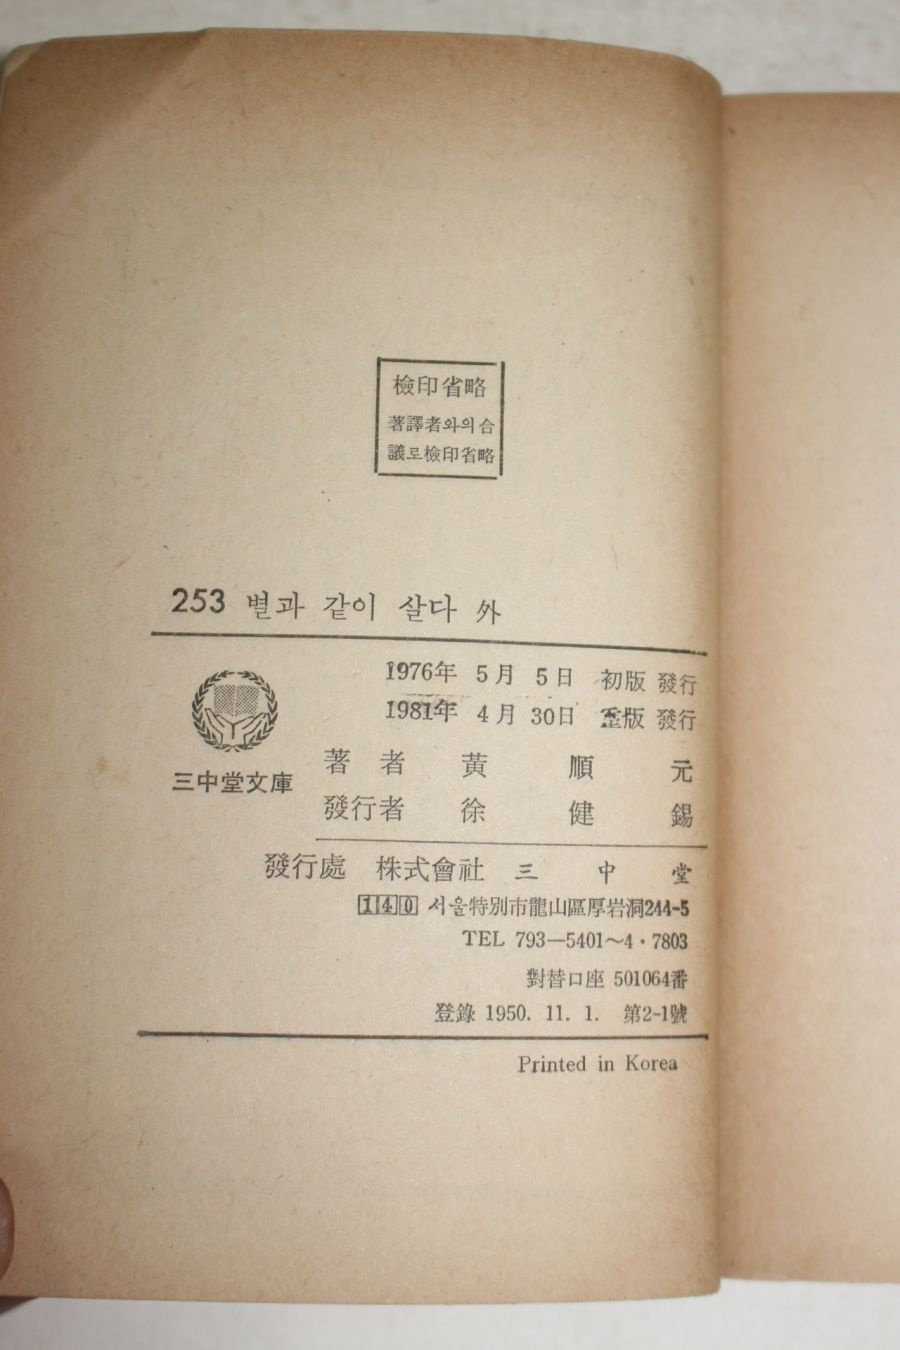 檢印省略
著譯者와의合
議로檢印省略
253 별과 같이 살다 外
1976年 5月 5日 初版 發行
1981年 4月 30日 重版 發行
三中堂文庫
著者 黃順元
發行者 徐健錫
發行處 株式會社 三中堂
140 서울特別市龍山區厚岩洞244-5
TEL 793—5401～4・7803
對替口座 501064番
登錄 1950. 11. 1. 第2-1號
Printed in Korea